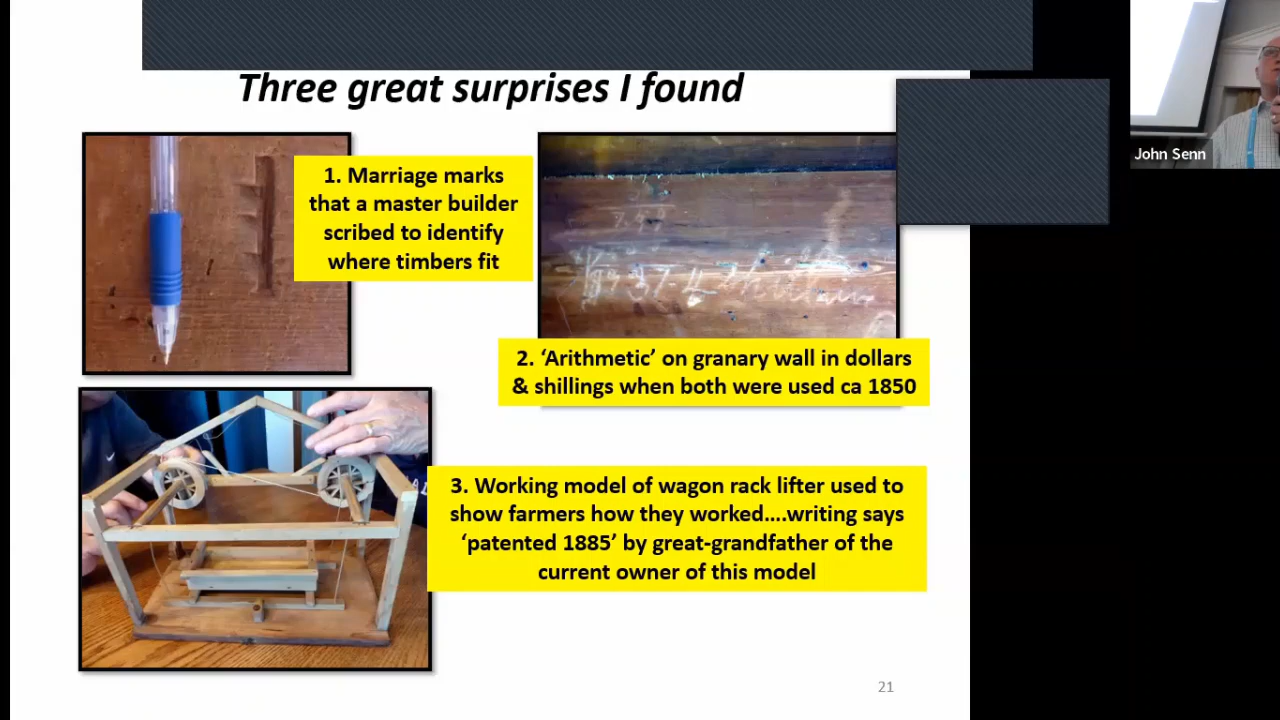 Three great surprises I found
1. Marriage marks
that a master builder
scribed to identify
where timbers fit
2. ‘Arithmetic’ on granary wall in dollars
& shillings when both were used ca 1850
3. Working model of wagon rack lifter used to
show farmers how they worked....writing says
‘patented 1885’ by great-grandfather of the
current owner of this model
21
John Senn